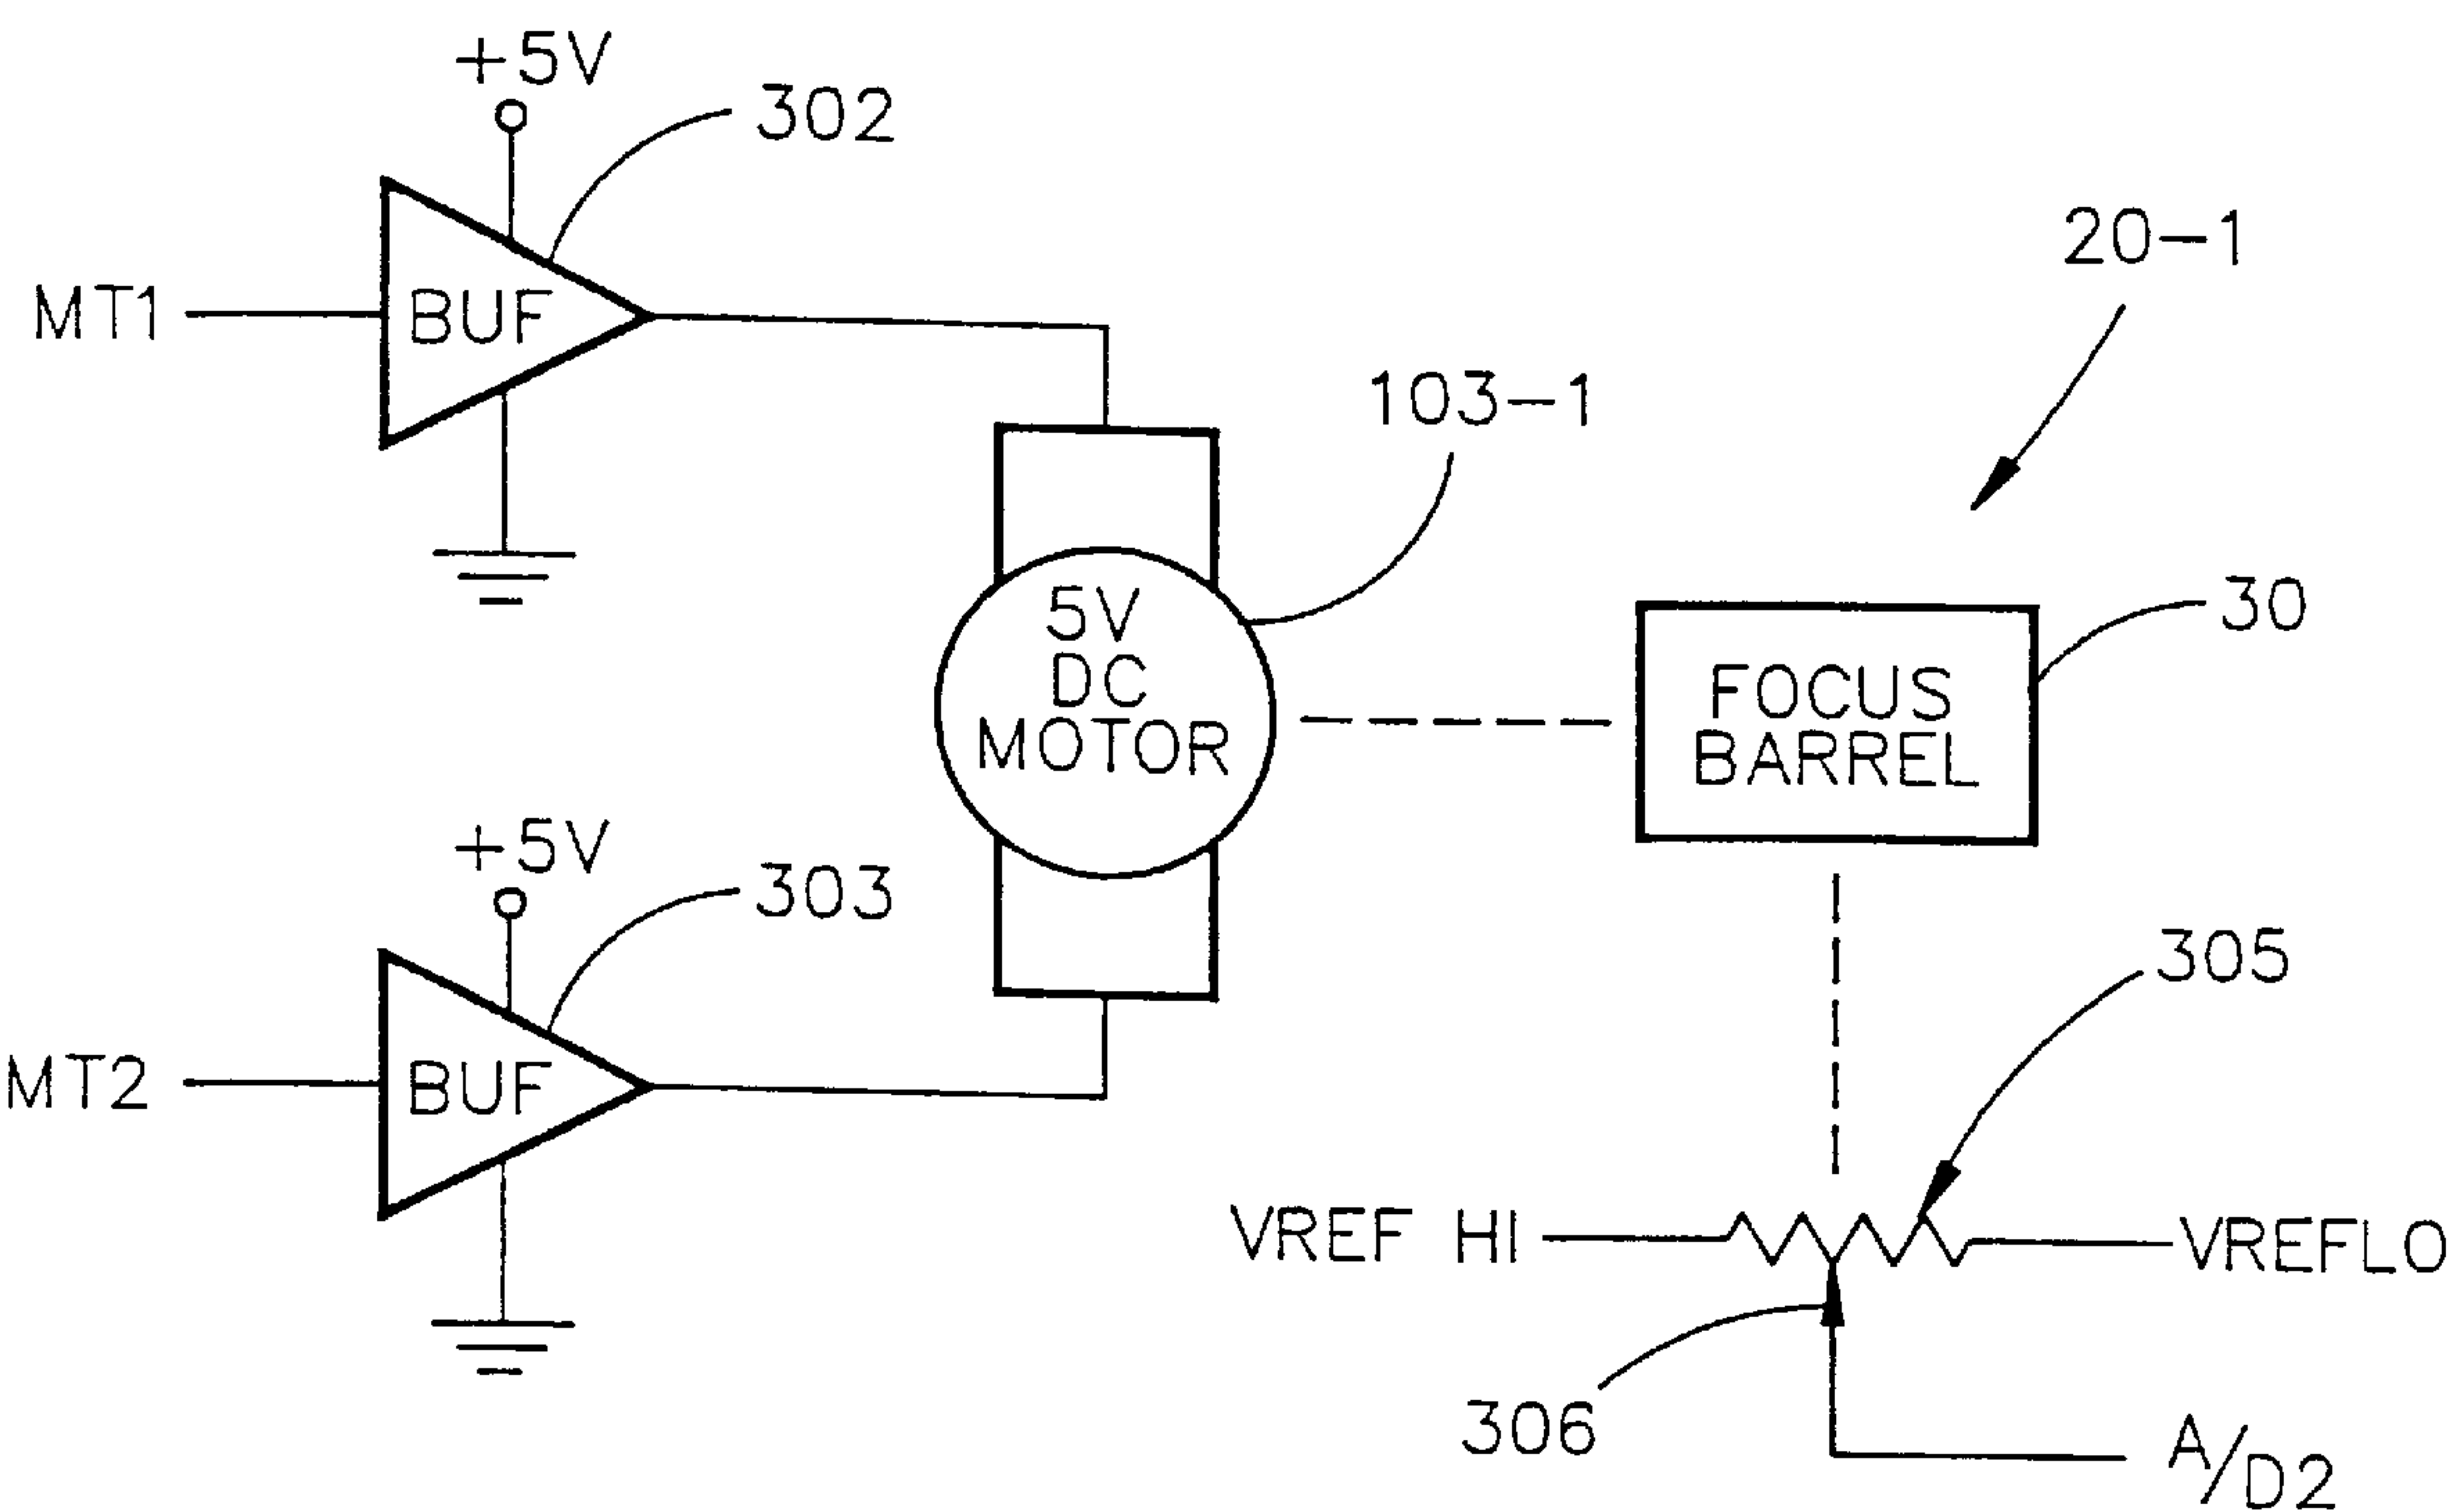 +5V
302
MT1
BUF
20-1
103-1
5V
DC
MOTOR
30
FOCUS
BARREL
+5V
303
305
MT2
BUF
VREF HI
VREFLO
306
A/D2